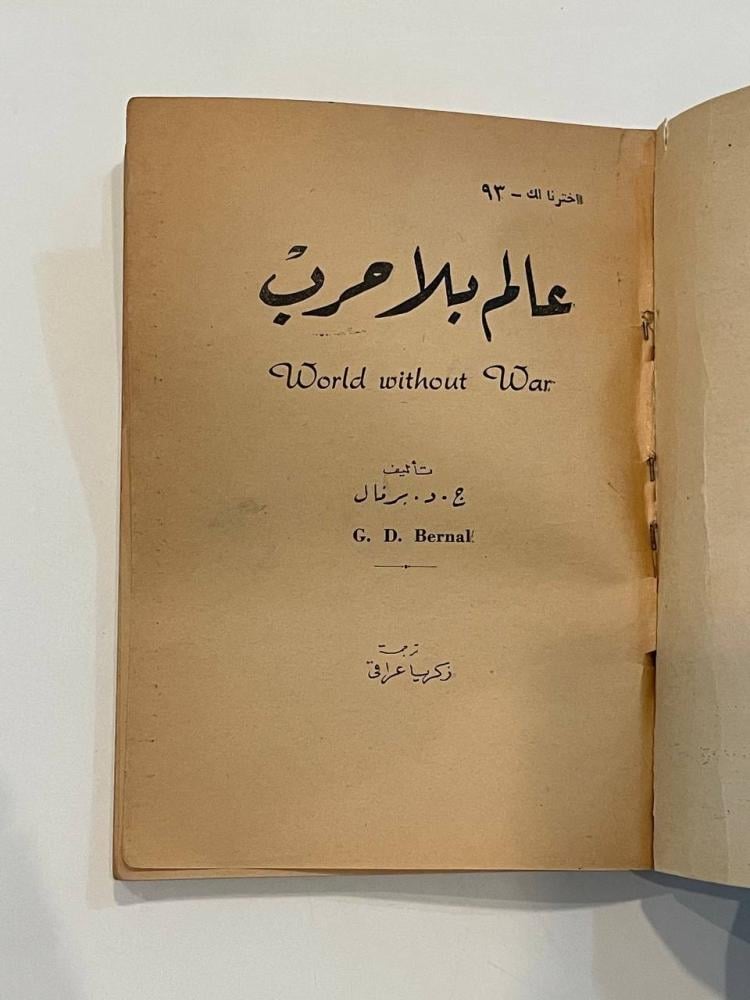 اخترنا لك – ٩٣
عالم بلا حرب
World without War
تأليف
ج . د . برنال
G. D. Bernal
ترجمة
زكريا عراقي